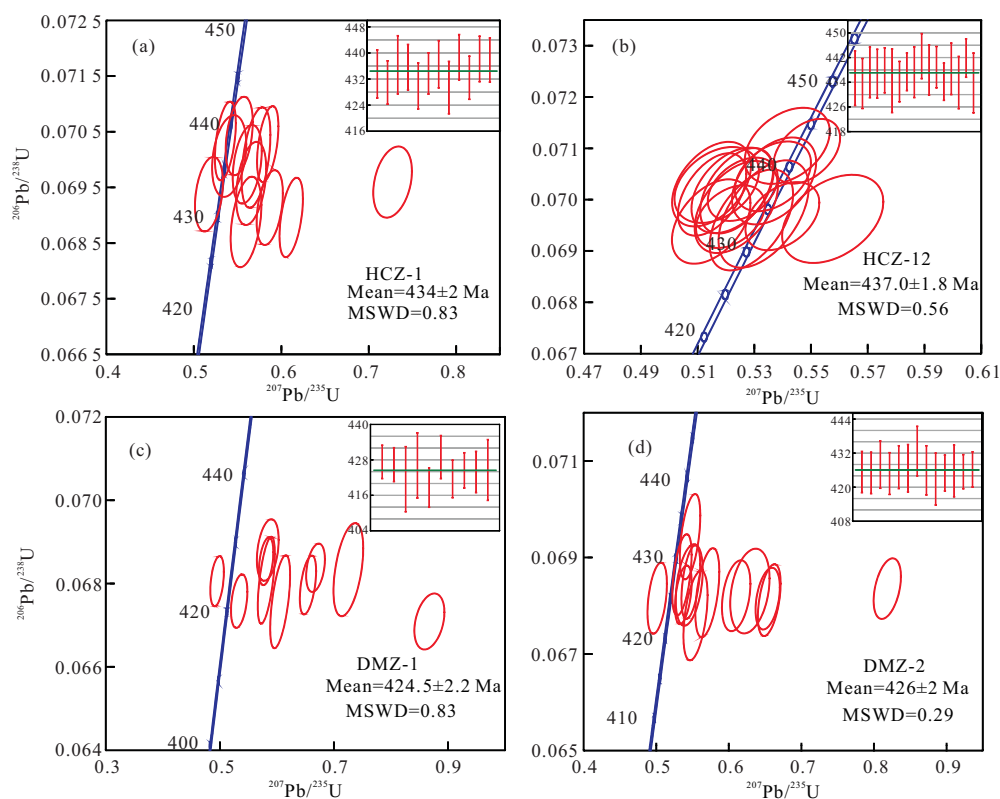 (a)
0.0725
0.0715
0.0705
0.0695
0.0685
0.0675
0.0665
²⁰⁶Pb/²³⁸U
450
440
430
420
448
440
432
424
416
HCZ-1
Mean=434±2 Ma
MSWD=0.83
0.4 0.5 0.6 0.7 0.8
²⁰⁷Pb/²³⁵U
(b)
0.073
0.072
0.071
0.070
0.069
0.068
0.067
450
440
430
420
450
442
434
426
418
HCZ-12
Mean=437.0±1.8 Ma
MSWD=0.56
0.47 0.49 0.51 0.53 0.55 0.57 0.59 0.61
²⁰⁷Pb/²³⁵U
(c)
0.072
0.070
0.068
0.066
0.064
²⁰⁶Pb/²³⁸U
440
420
400
440
428
416
404
DMZ-1
Mean=424.5±2.2 Ma
MSWD=0.83
0.3 0.5 0.7 0.9
²⁰⁷Pb/²³⁵U
(d)
0.071
0.069
0.067
0.065
440
430
420
410
444
432
420
408
DMZ-2
Mean=426±2 Ma
MSWD=0.29
0.4 0.5 0.6 0.7 0.8 0.9 1.0
²⁰⁷Pb/²³⁵U